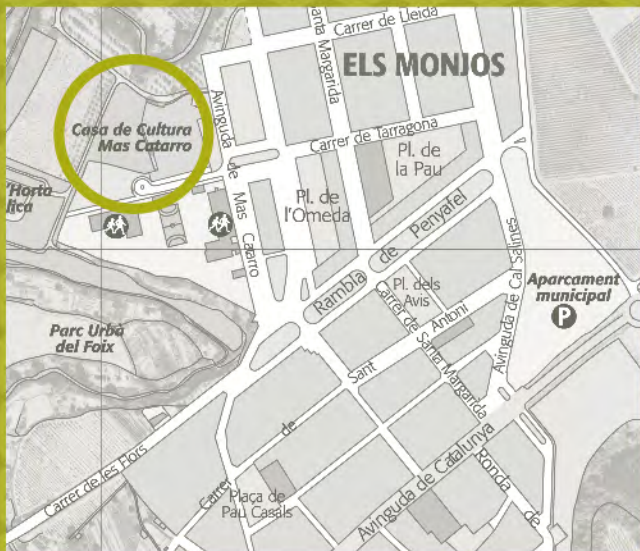 Carrer de Lleida
Santa Margarida
ELS MONJOS
Avinguda de Mas Catarro
Casa de Cultura
Mas Catarro
Carrer de Tarragona
Pl. de
la Pau
'Horta
lica
Pl. de
l'Omeda
Rambla de Penyafel
Avinguda de Cal Salines
Pl. dels
Avis
Aparcament
municipal
P
Carrer de Santa Margarida
Parc Urbà
del Foix
Carrer de Sant Antoni
Carrer de les Flors
Plaça de
Pau Casals
Avinguda de Catalunya
Ronda de